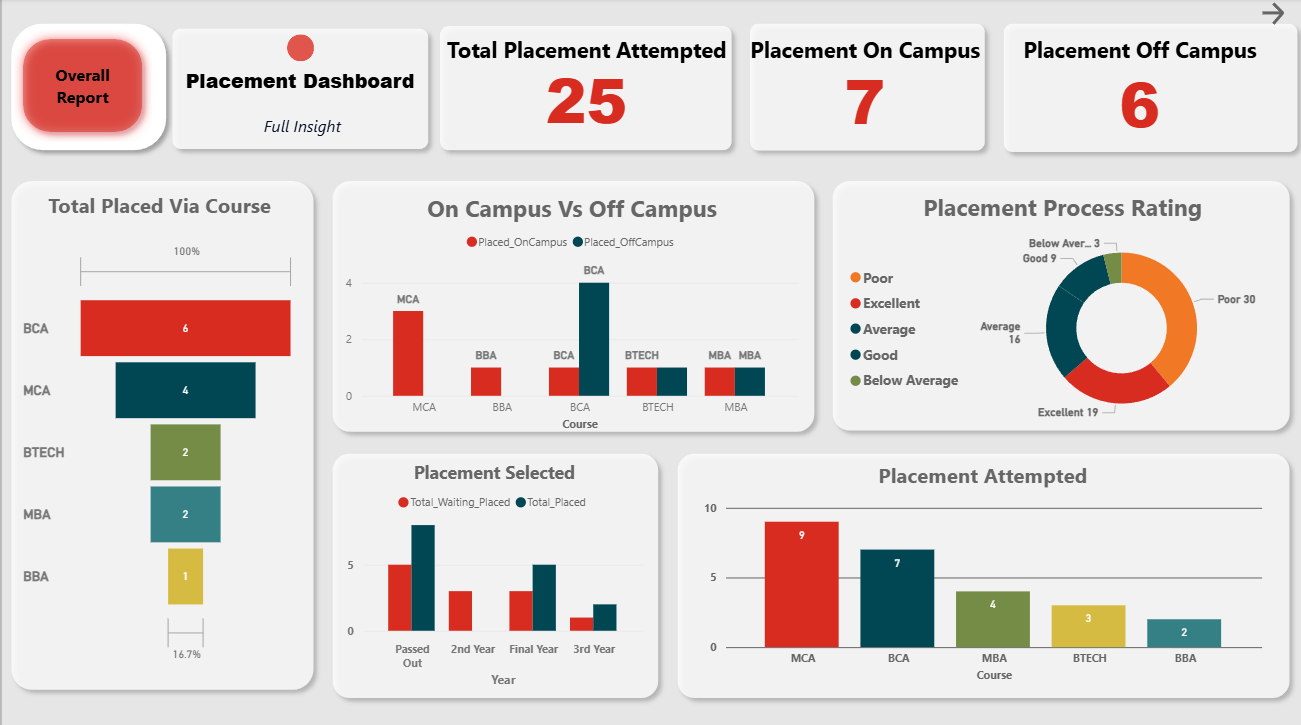 Overall
Report
Placement Dashboard
Full Insight
Total Placement Attempted
25
Placement On Campus
7
Placement Off Campus
6
Total Placed Via Course
100%
BCA
6
MCA
4
BTECH
2
MBA
2
BBA
1
16.7%
On Campus Vs Off Campus
Placed_OnCampus Placed_OffCampus
4
2
0
MCA
BBA
BCA
BCA
BTECH
MBA MBA
MCA BBA BCA BTECH MBA
Course
Placement Process Rating
Poor
Excellent
Average
Good
Below Average
Below Aver... 3
Good 9
Average
16
Excellent 19
Poor 30
Placement Selected
Total_Waiting_Placed Total_Placed
5
0
Passed
Out
2nd Year
Final Year
3rd Year
Year
Placement Attempted
10
5
0
9
7
4
3
2
MCA BCA MBA BTECH BBA
Course